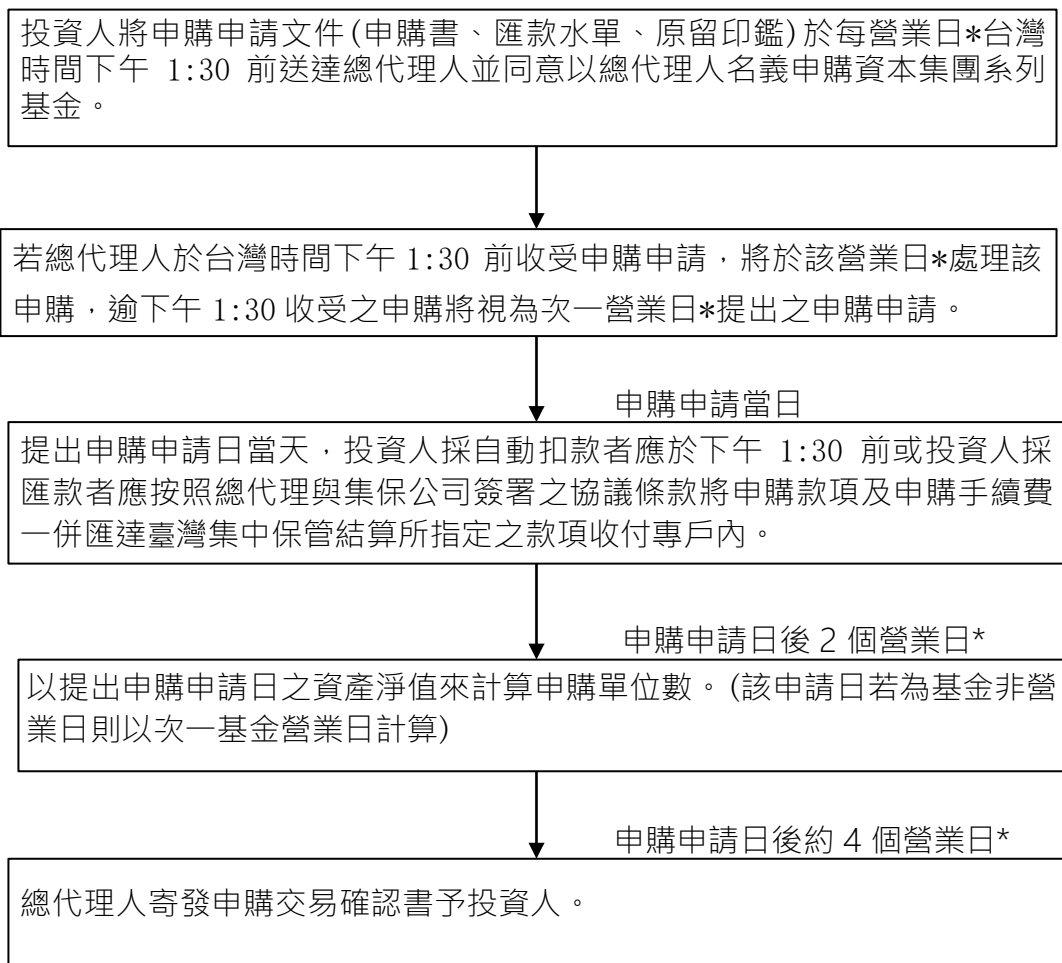 投資人將申購申請文件(申購書、匯款水單、原留印鑑)於每營業日*台灣
時間下午 1:30 前送達總代理人並同意以總代理人名義申購資本集團系列
基金。
若總代理人於台灣時間下午 1:30 前收受申購申請，將於該營業日*處理該
申購，逾下午 1:30 收受之申購將視為次一營業日*提出之申購申請。
申購申請當日
提出申購申請日當天，投資人採自動扣款者應於下午 1:30 前或投資人採
匯款者應按照總代理與集保公司簽署之協議條款將申購款項及申購手續費
一併匯達臺灣集中保管結算所指定之款項收付專戶內。
申購申請日後 2 個營業日*
以提出申購申請日之資產淨值來計算申購單位數。(該申請日若為基金非營
業日則以次一基金營業日計算)
申購申請日後約 4 個營業日*
總代理人寄發申購交易確認書予投資人。